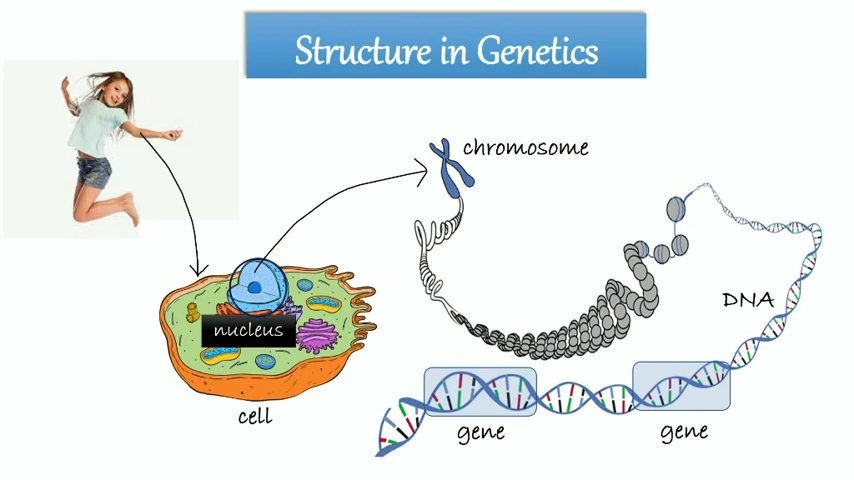 Structure in Genetics
chromosome
DNA
nucleus
cell
gene
gene